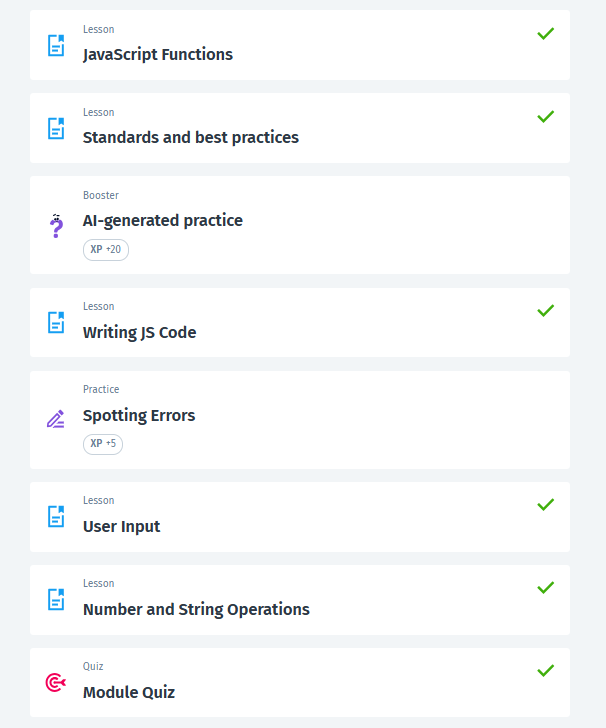 Lesson
JavaScript Functions
Lesson
Standards and best practices
Booster
AI-generated practice
XP +20
Lesson
Writing JS Code
Practice
Spotting Errors
XP +5
Lesson
User Input
Lesson
Number and String Operations
Quiz
Module Quiz